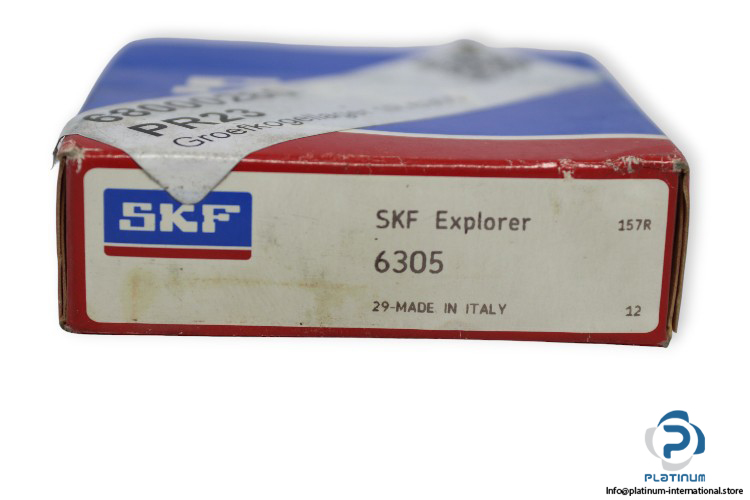 PR23
SKF
SKF Explorer
157R
6305
29-MADE IN ITALY
12
PLATINUM
Info@platinum-international.store